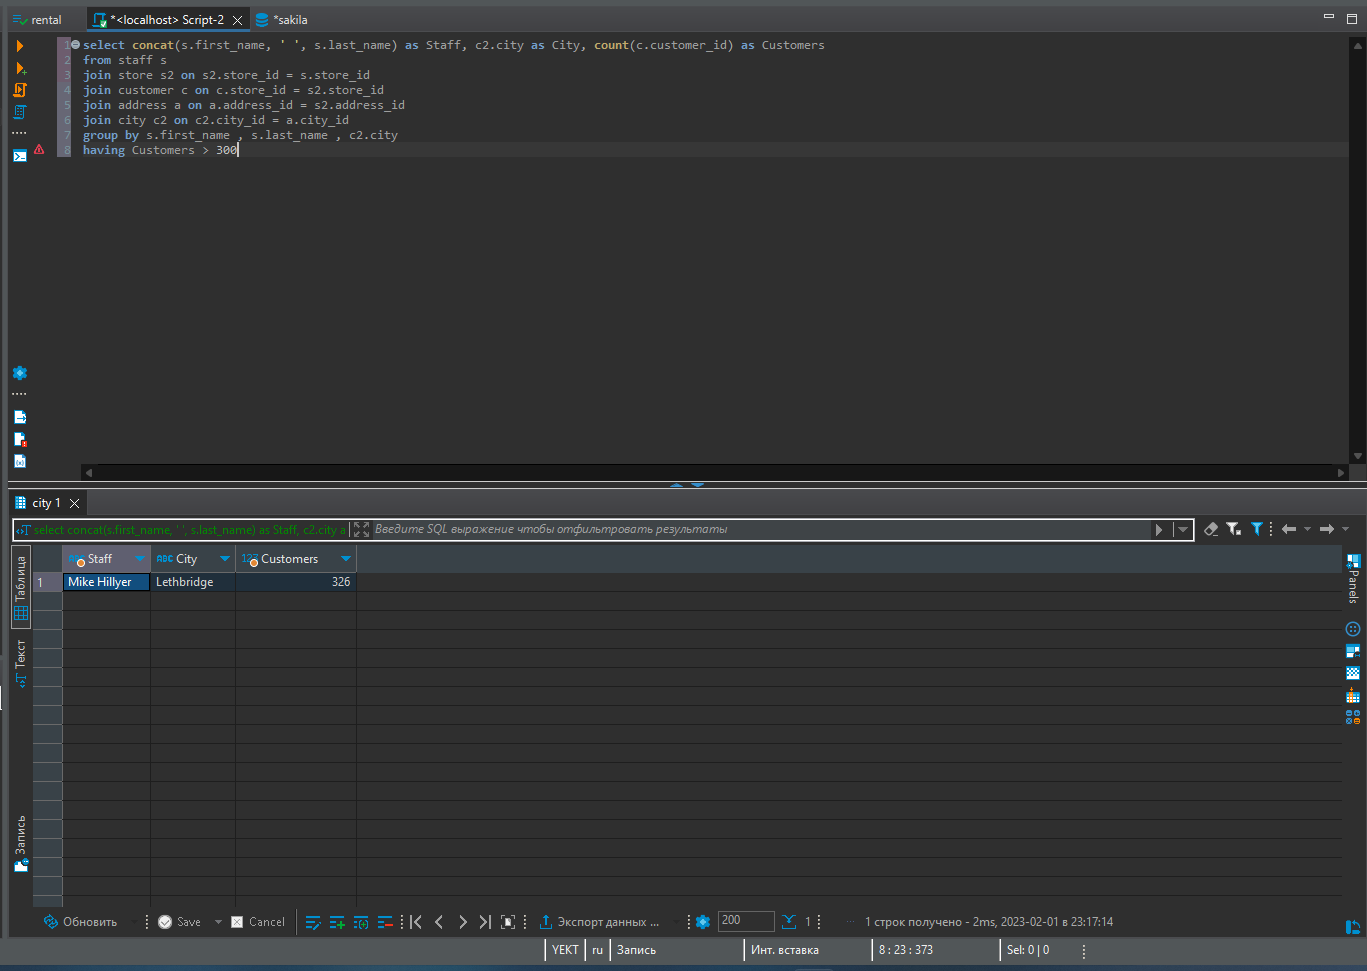 rental
*<localhost> Script-2
*sakila
1 select concat(s.first_name, ' ', s.last_name) as Staff, c2.city as City, count(c.customer_id) as Customers
2 from staff s
3 join store s2 on s2.store_id = s.store_id
4 join customer c on c.store_id = s2.store_id
5 join address a on a.address_id = s2.address_id
6 join city c2 on c2.city_id = a.city_id
7 group by s.first_name , s.last_name , c2.city
8 having Customers > 300
city 1
select concat(s.first_name, ' ', s.last_name) as Staff, c2.city a
Введите SQL выражение чтобы отфильтровать результаты
Таблица
Текст
Запись
ABC Staff
ABC City
123 Customers
1 Mike Hillyer Lethbridge 326
Panels
Обновить
Save
Cancel
Экспорт данных ...
200
1
1 строк получено - 2ms, 2023-02-01 в 23:17:14
YEKT
ru
Запись
Инт. вставка
8 : 23 : 373
Sel: 0 | 0